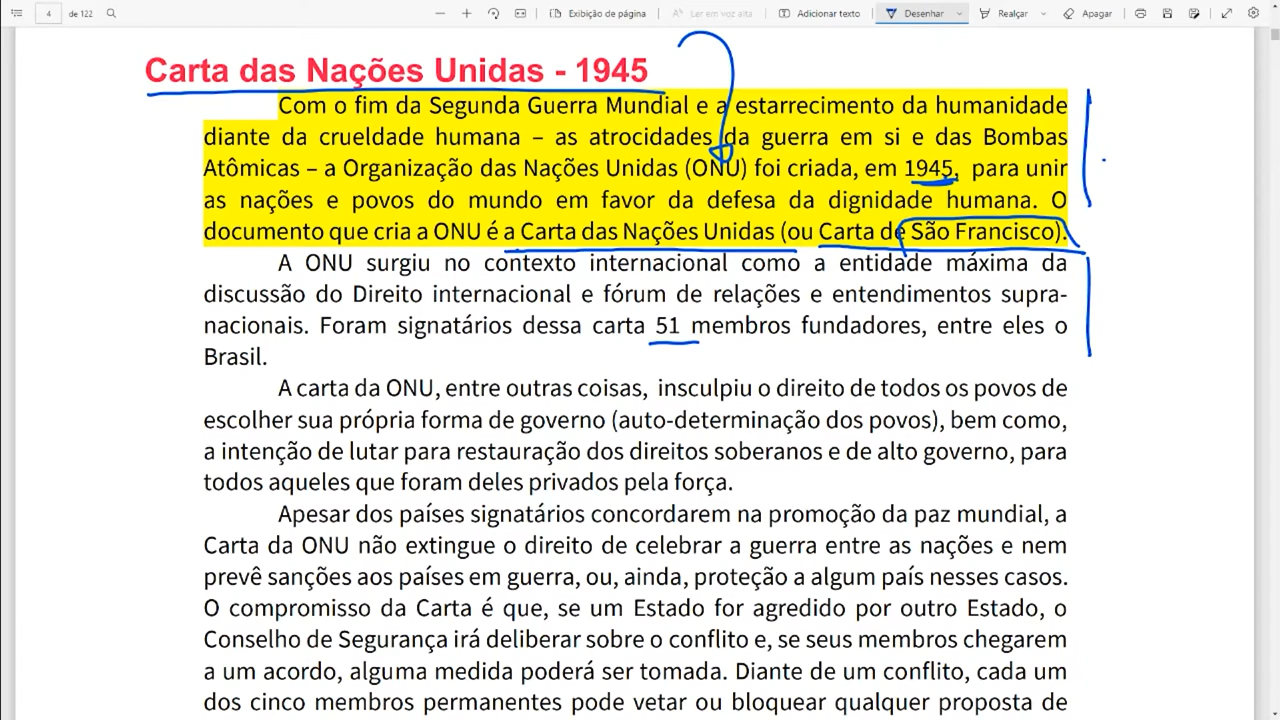 4 de 122 Exibição de página Ler em voz alta Adicionar texto Desenhar Realçar Apagar
Carta das Nações Unidas - 1945
Com o fim da Segunda Guerra Mundial e a estarrecimento da humanidade
diante da crueldade humana – as atrocidades da guerra em si e das Bombas
Atômicas – a Organização das Nações Unidas (ONU) foi criada, em 1945, para unir
as nações e povos do mundo em favor da defesa da dignidade humana. O
documento que cria a ONU é a Carta das Nações Unidas (ou Carta de São Francisco).
A ONU surgiu no contexto internacional como a entidade máxima da
discussão do Direito internacional e fórum de relações e entendimentos supra-
nacionais. Foram signatários dessa carta 51 membros fundadores, entre eles o
Brasil.
A carta da ONU, entre outras coisas, insculpiu o direito de todos os povos de
escolher sua própria forma de governo (auto-determinação dos povos), bem como,
a intenção de lutar para restauração dos direitos soberanos e de alto governo, para
todos aqueles que foram deles privados pela força.
Apesar dos países signatários concordarem na promoção da paz mundial, a
Carta da ONU não extingue o direito de celebrar a guerra entre as nações e nem
prevê sanções aos países em guerra, ou, ainda, proteção a algum país nesses casos.
O compromisso da Carta é que, se um Estado for agredido por outro Estado, o
Conselho de Segurança irá deliberar sobre o conflito e, se seus membros chegarem
a um acordo, alguma medida poderá ser tomada. Diante de um conflito, cada um
dos cinco membros permanentes pode vetar ou bloquear qualquer proposta de